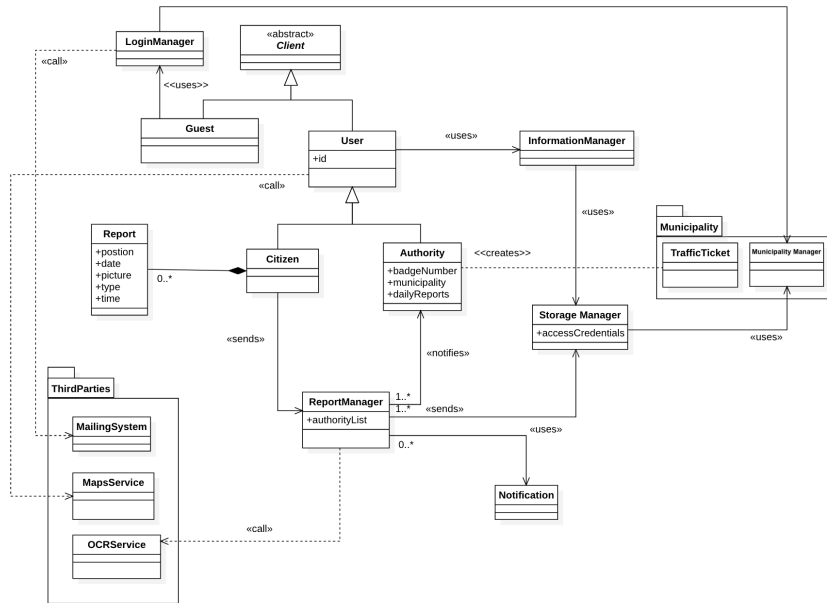 «abstract»
Client
LoginManager
«call»
<<uses>>
Guest
User
+id
«uses»
InformationManager
«call»
«uses»
Municipality
Report
+postion
+date
+picture
+type
+time
0..*
Citizen
Authority
+badgeNumber
+municipality
+dailyReports
<<creates>>
TrafficTicket
Municipality Manager
Storage Manager
+accessCredentials
«uses»
«sends»
«notifies»
ThirdParties
ReportManager
+authorityList
1..*
1..*
«sends»
0..*
«uses»
MailingSystem
MapsService
Notification
«call»
OCRService